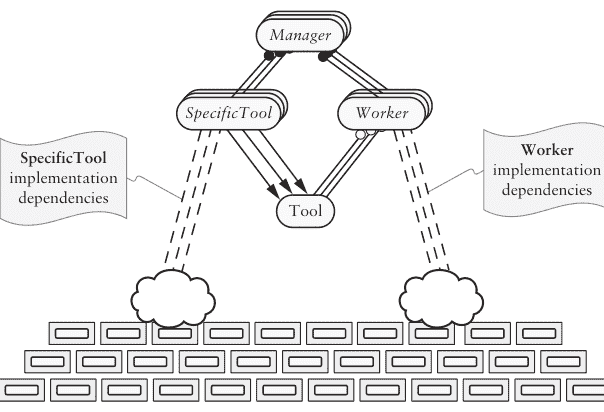 Manager
SpecificTool
Worker
SpecificTool
implementation
dependencies
Worker
implementation
dependencies
Tool